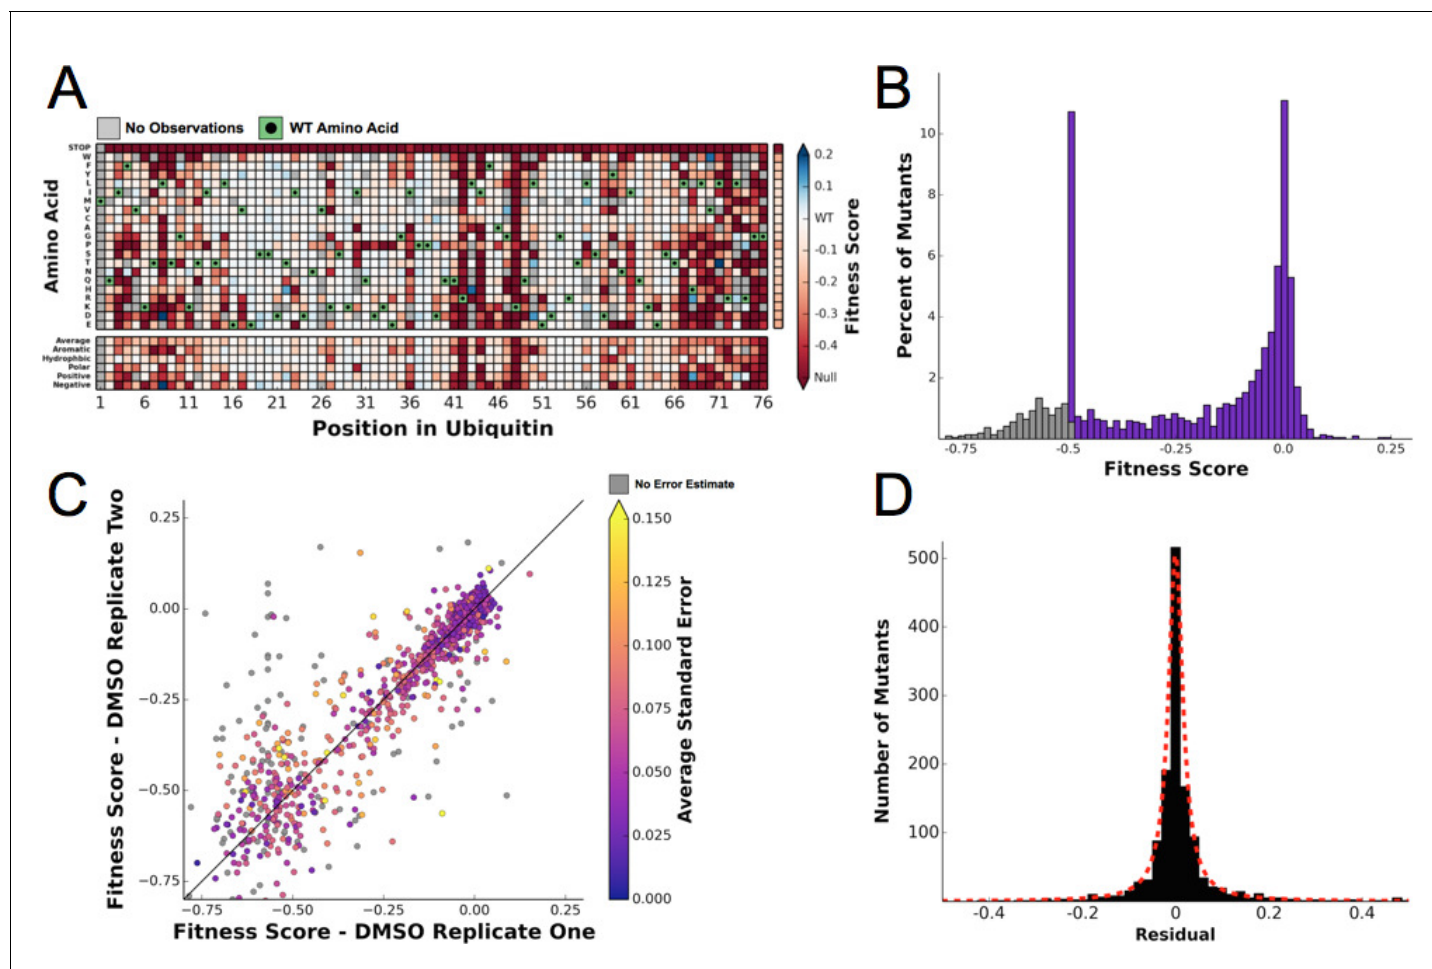 A
No Observations
WT Amino Acid
Amino Acid
STOP
W
F
Y
L
I
M
V
C
A
G
P
S
T
N
Q
H
R
K
D
E
Average
Aromatic
Hydrophbic
Polar
Positive
Negative
1 6 11 16 21 26 31 36 41 46 51 56 61 66 71 76
Position in Ubiquitin
0.2
0.1
WT
-0.1
-0.2
-0.3
-0.4
Null
Fitness Score
B
Percent of Mutants
10
8
6
4
2
-0.75 -0.5 -0.25 0.0 0.25
Fitness Score
C
Fitness Score - DMSO Replicate Two
0.25
0.00
−0.25
−0.50
−0.75
−0.75 −0.50 −0.25 0.00 0.25
Fitness Score - DMSO Replicate One
No Error Estimate
0.150
0.125
0.100
0.075
0.050
0.025
0.000
Average Standard Error
D
Number of Mutants
500
400
300
200
100
-0.4 -0.2 0 0.2 0.4
Residual